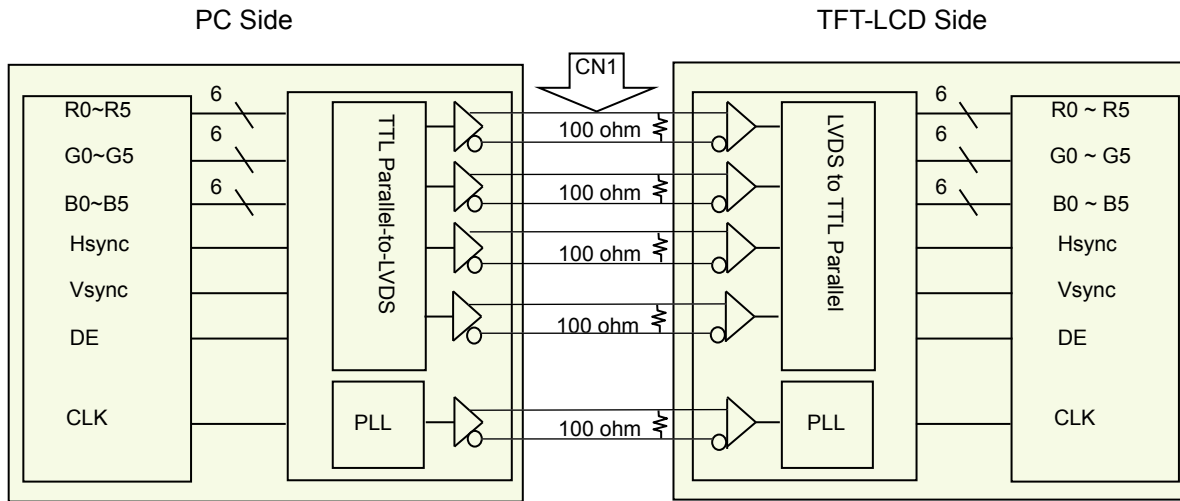 PC Side
TFT-LCD Side
CN1
R0~R5
6
G0~G5
6
B0~B5
6
Hsync
Vsync
DE
CLK
TTL Parallel-to-LVDS
PLL
100 ohm
100 ohm
100 ohm
100 ohm
100 ohm
LVDS to TTL Parallel
PLL
6
R0 ~ R5
6
G0 ~ G5
6
B0 ~ B5
Hsync
Vsync
DE
CLK